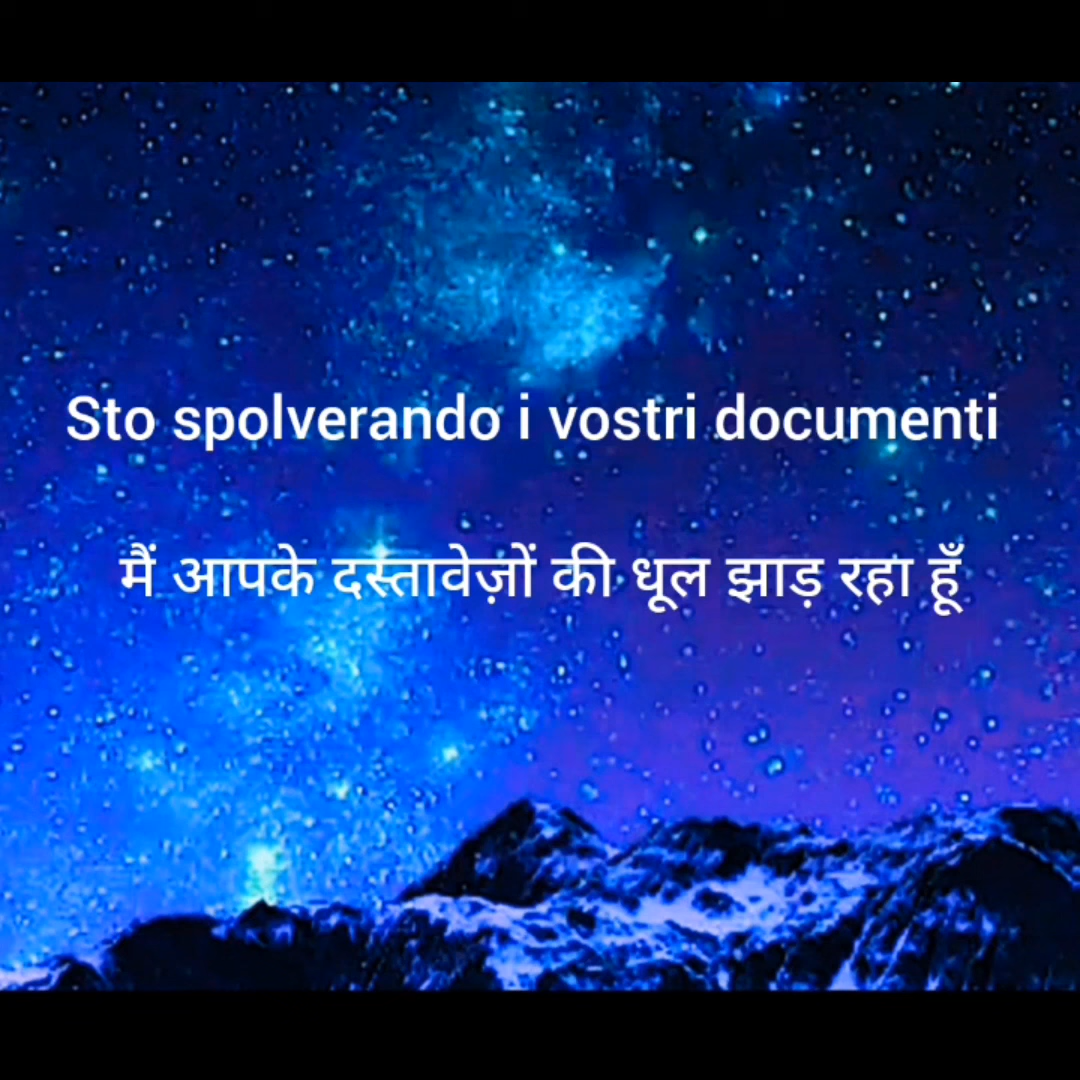 Sto spolverando i vostri documenti
मैं आपके दस्तावेज़ों की धूल झाड़ रहा हूँ